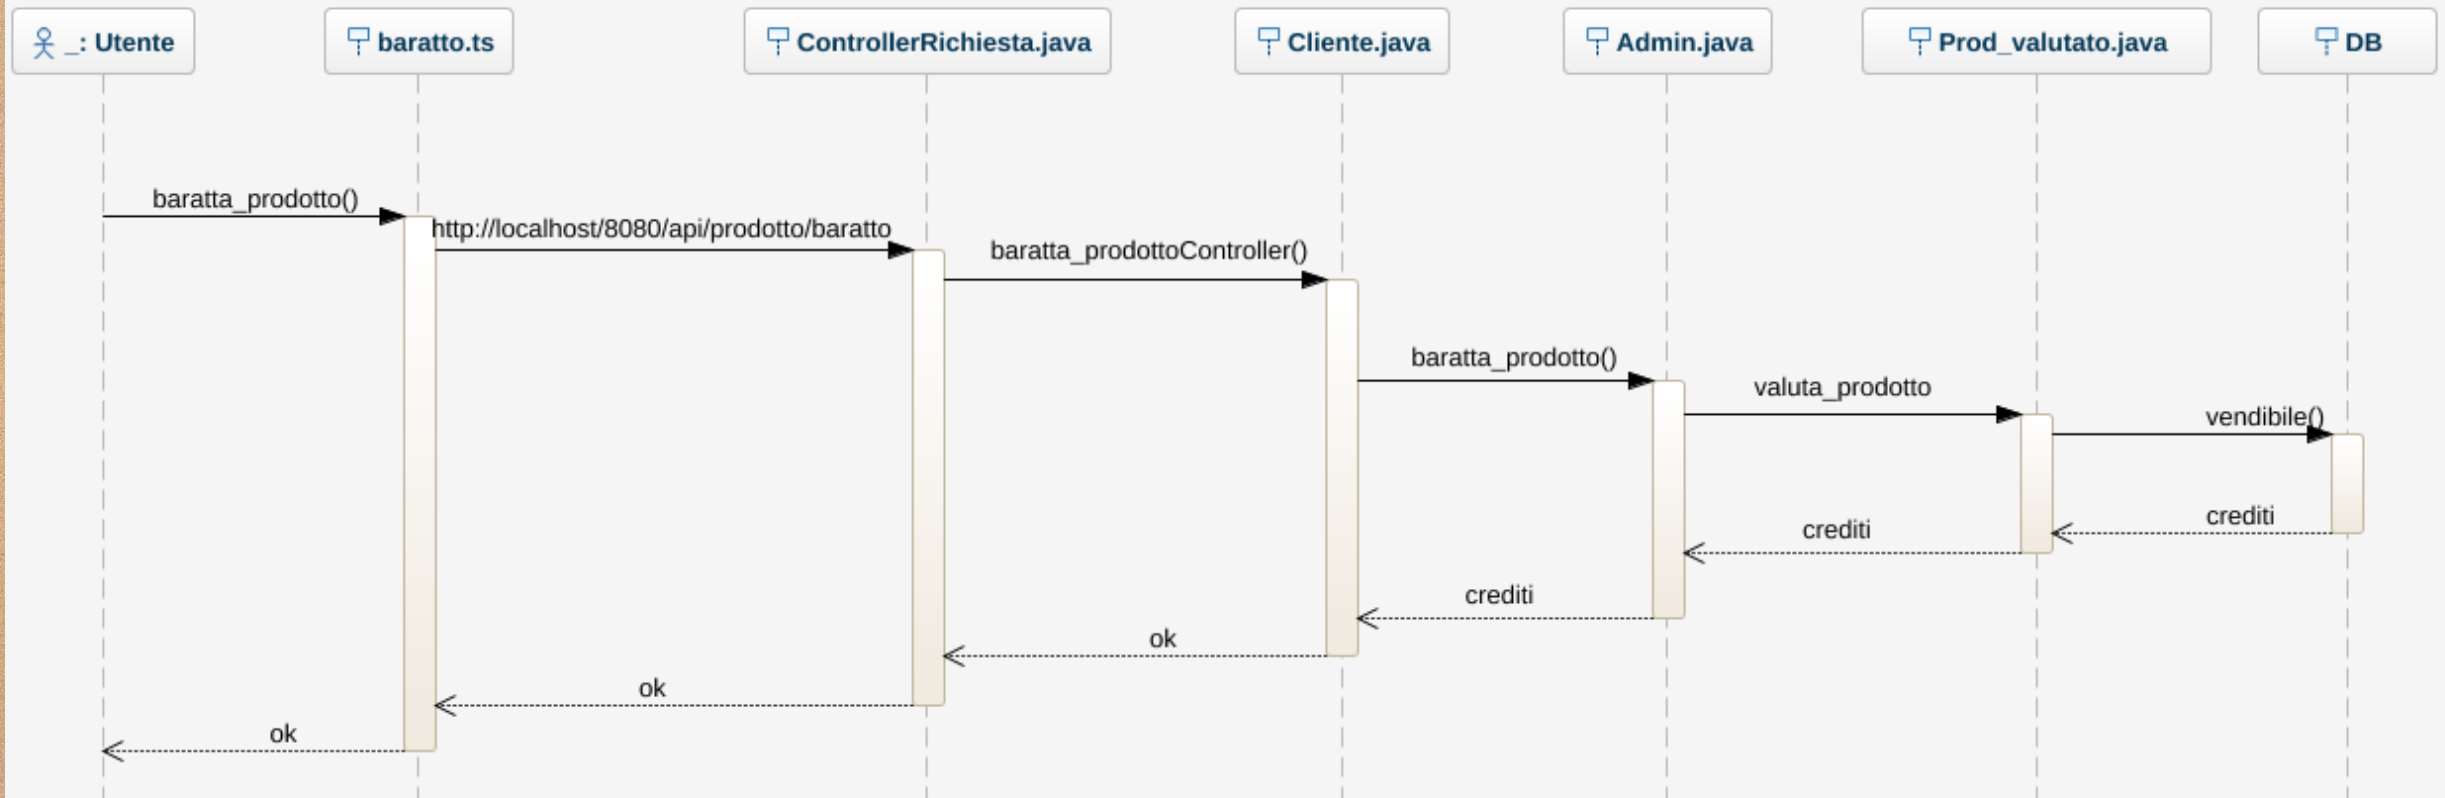 _: Utente
baratto.ts
ControllerRichiesta.java
Cliente.java
Admin.java
Prod_valutato.java
DB
baratta_prodotto()
http://localhost/8080/api/prodotto/baratto
baratta_prodottoController()
baratta_prodotto()
valuta_prodotto
vendibile()
crediti
crediti
crediti
ok
ok
ok